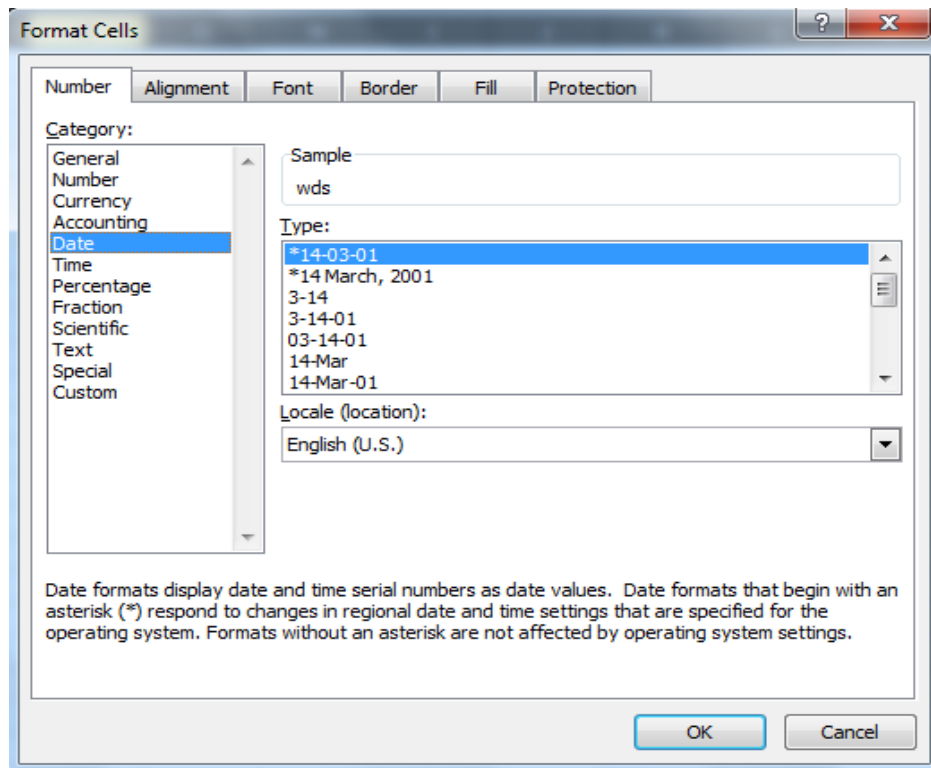 Format Cells
Number Alignment Font Border Fill Protection
Category:
General
Number
Currency
Accounting
Date
Time
Percentage
Fraction
Scientific
Text
Special
Custom
Sample
wds
Type:
*14-03-01
*14 March, 2001
3-14
3-14-01
03-14-01
14-Mar
14-Mar-01
Locale (location):
English (U.S.)
Date formats display date and time serial numbers as date values. Date formats that begin with an
asterisk (*) respond to changes in regional date and time settings that are specified for the
operating system. Formats without an asterisk are not affected by operating system settings.
OK Cancel